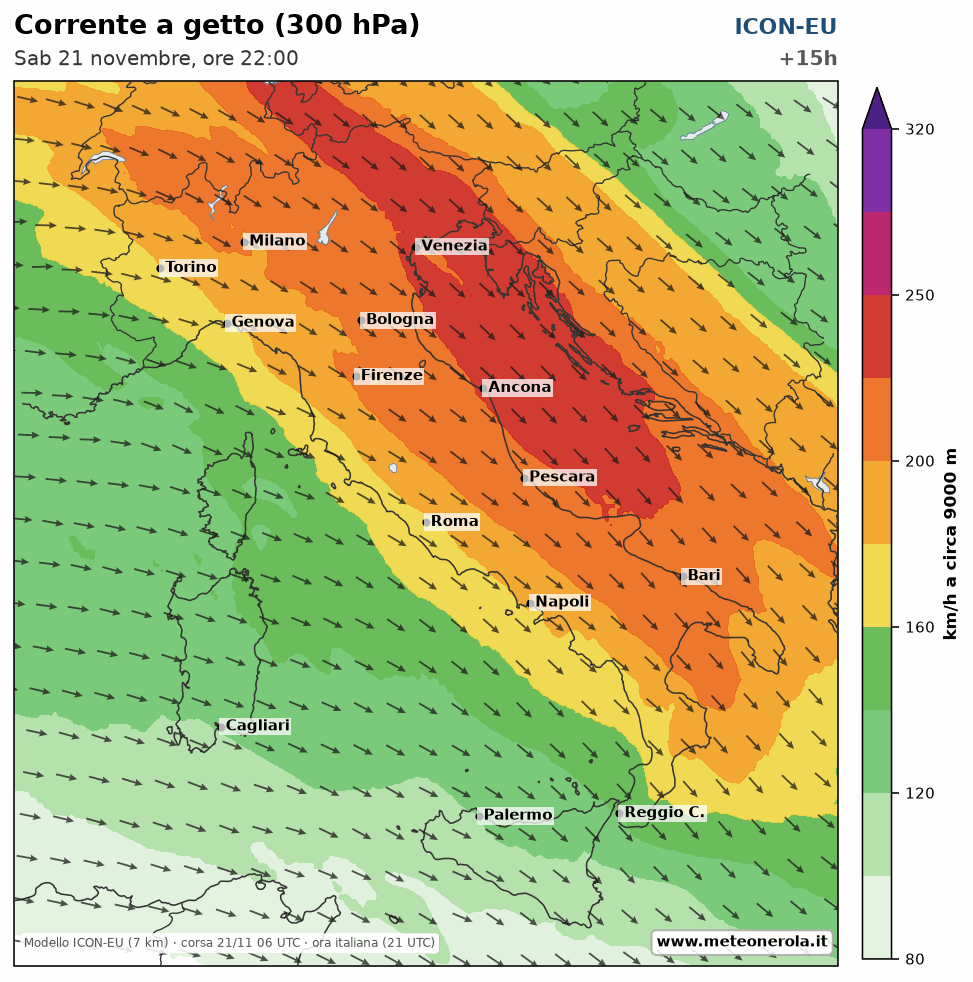 Corrente a getto (300 hPa)
ICON-EU
Sab 21 novembre, ore 22:00
+15h
320
250
200
160
120
80
km/h a circa 9000 m
Milano
Venezia
Torino
Genova
Bologna
Firenze
Ancona
Pescara
Roma
Bari
Napoli
Cagliari
Palermo
Reggio C.
Modello ICON-EU (7 km) · corsa 21/11 06 UTC · ora italiana (21 UTC)
www.meteonerola.it